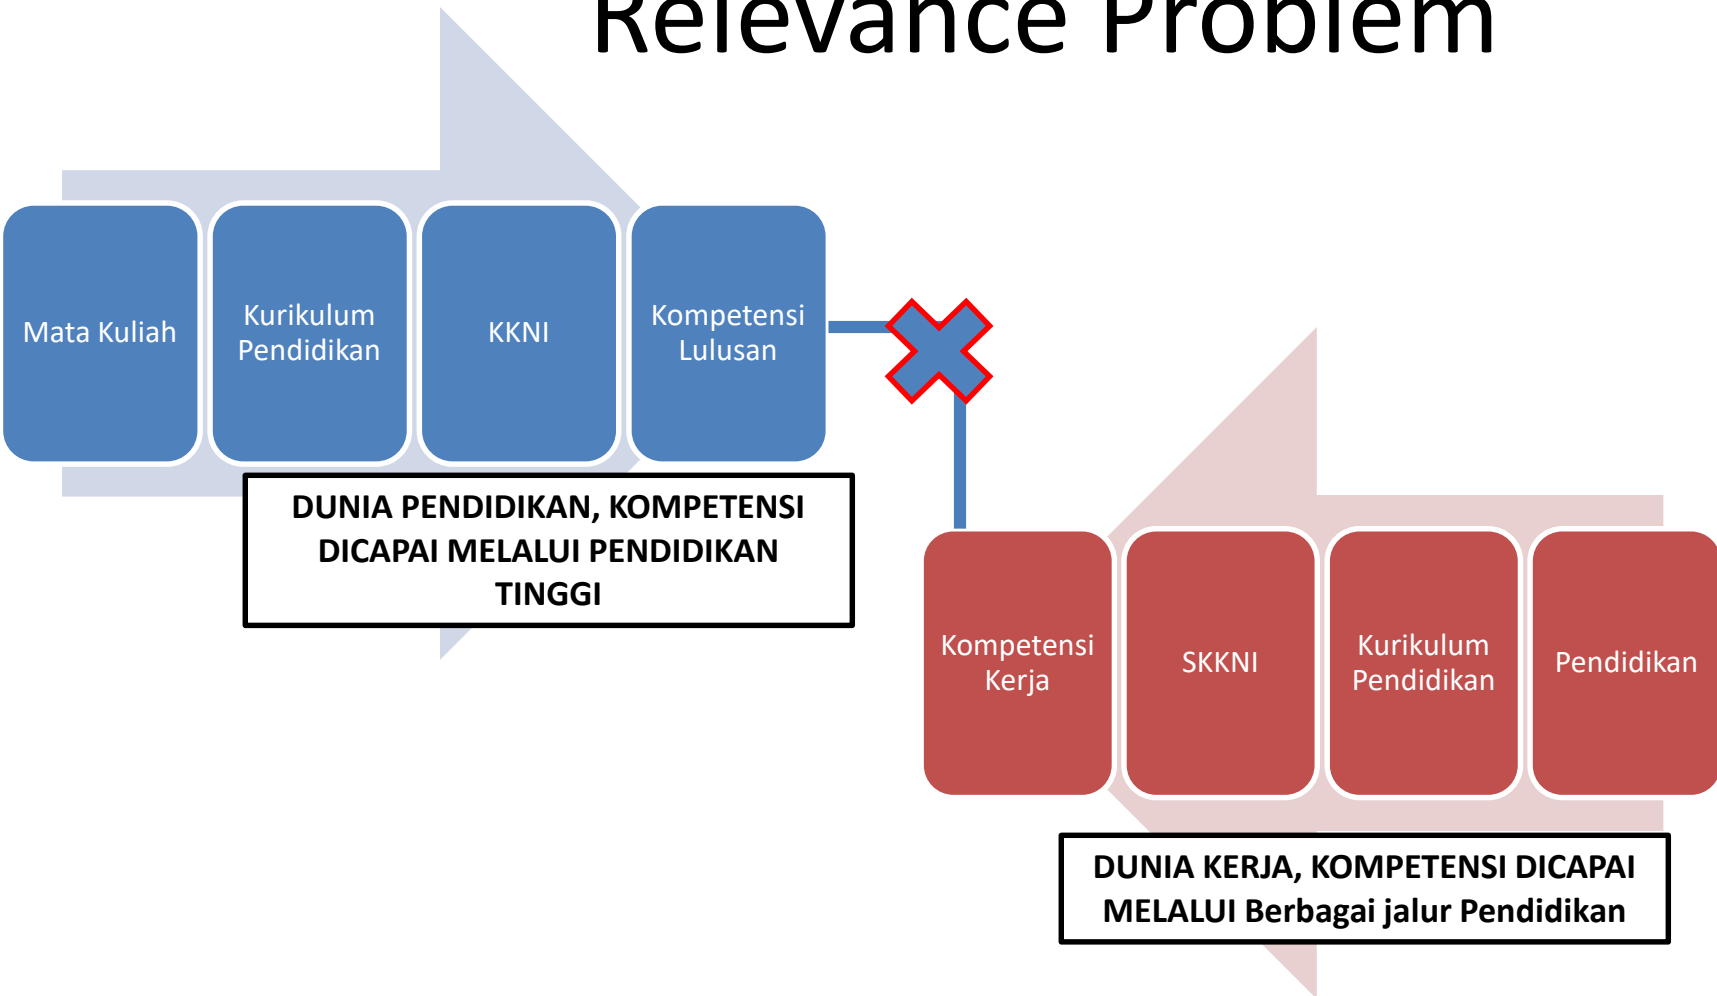 Relevance Problem
Mata Kuliah
Kurikulum
Pendidikan
KKNI
Kompetensi
Lulusan
DUNIA PENDIDIKAN, KOMPETENSI
DICAPAI MELALUI PENDIDIKAN
TINGGI
Kompetensi
Kerja
SKKNI
Kurikulum
Pendidikan
Pendidikan
DUNIA KERJA, KOMPETENSI DICAPAI
MELALUI Berbagai jalur Pendidikan